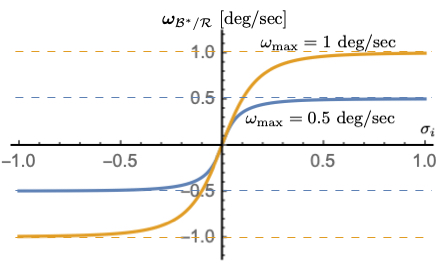 ω_{𝓑*/𝓡} [deg/sec]
1.0
ω_max = 1 deg/sec
0.5
ω_max = 0.5 deg/sec
σ_i
−1.0 −0.5 0.5 1.0
−0.5
−1.0